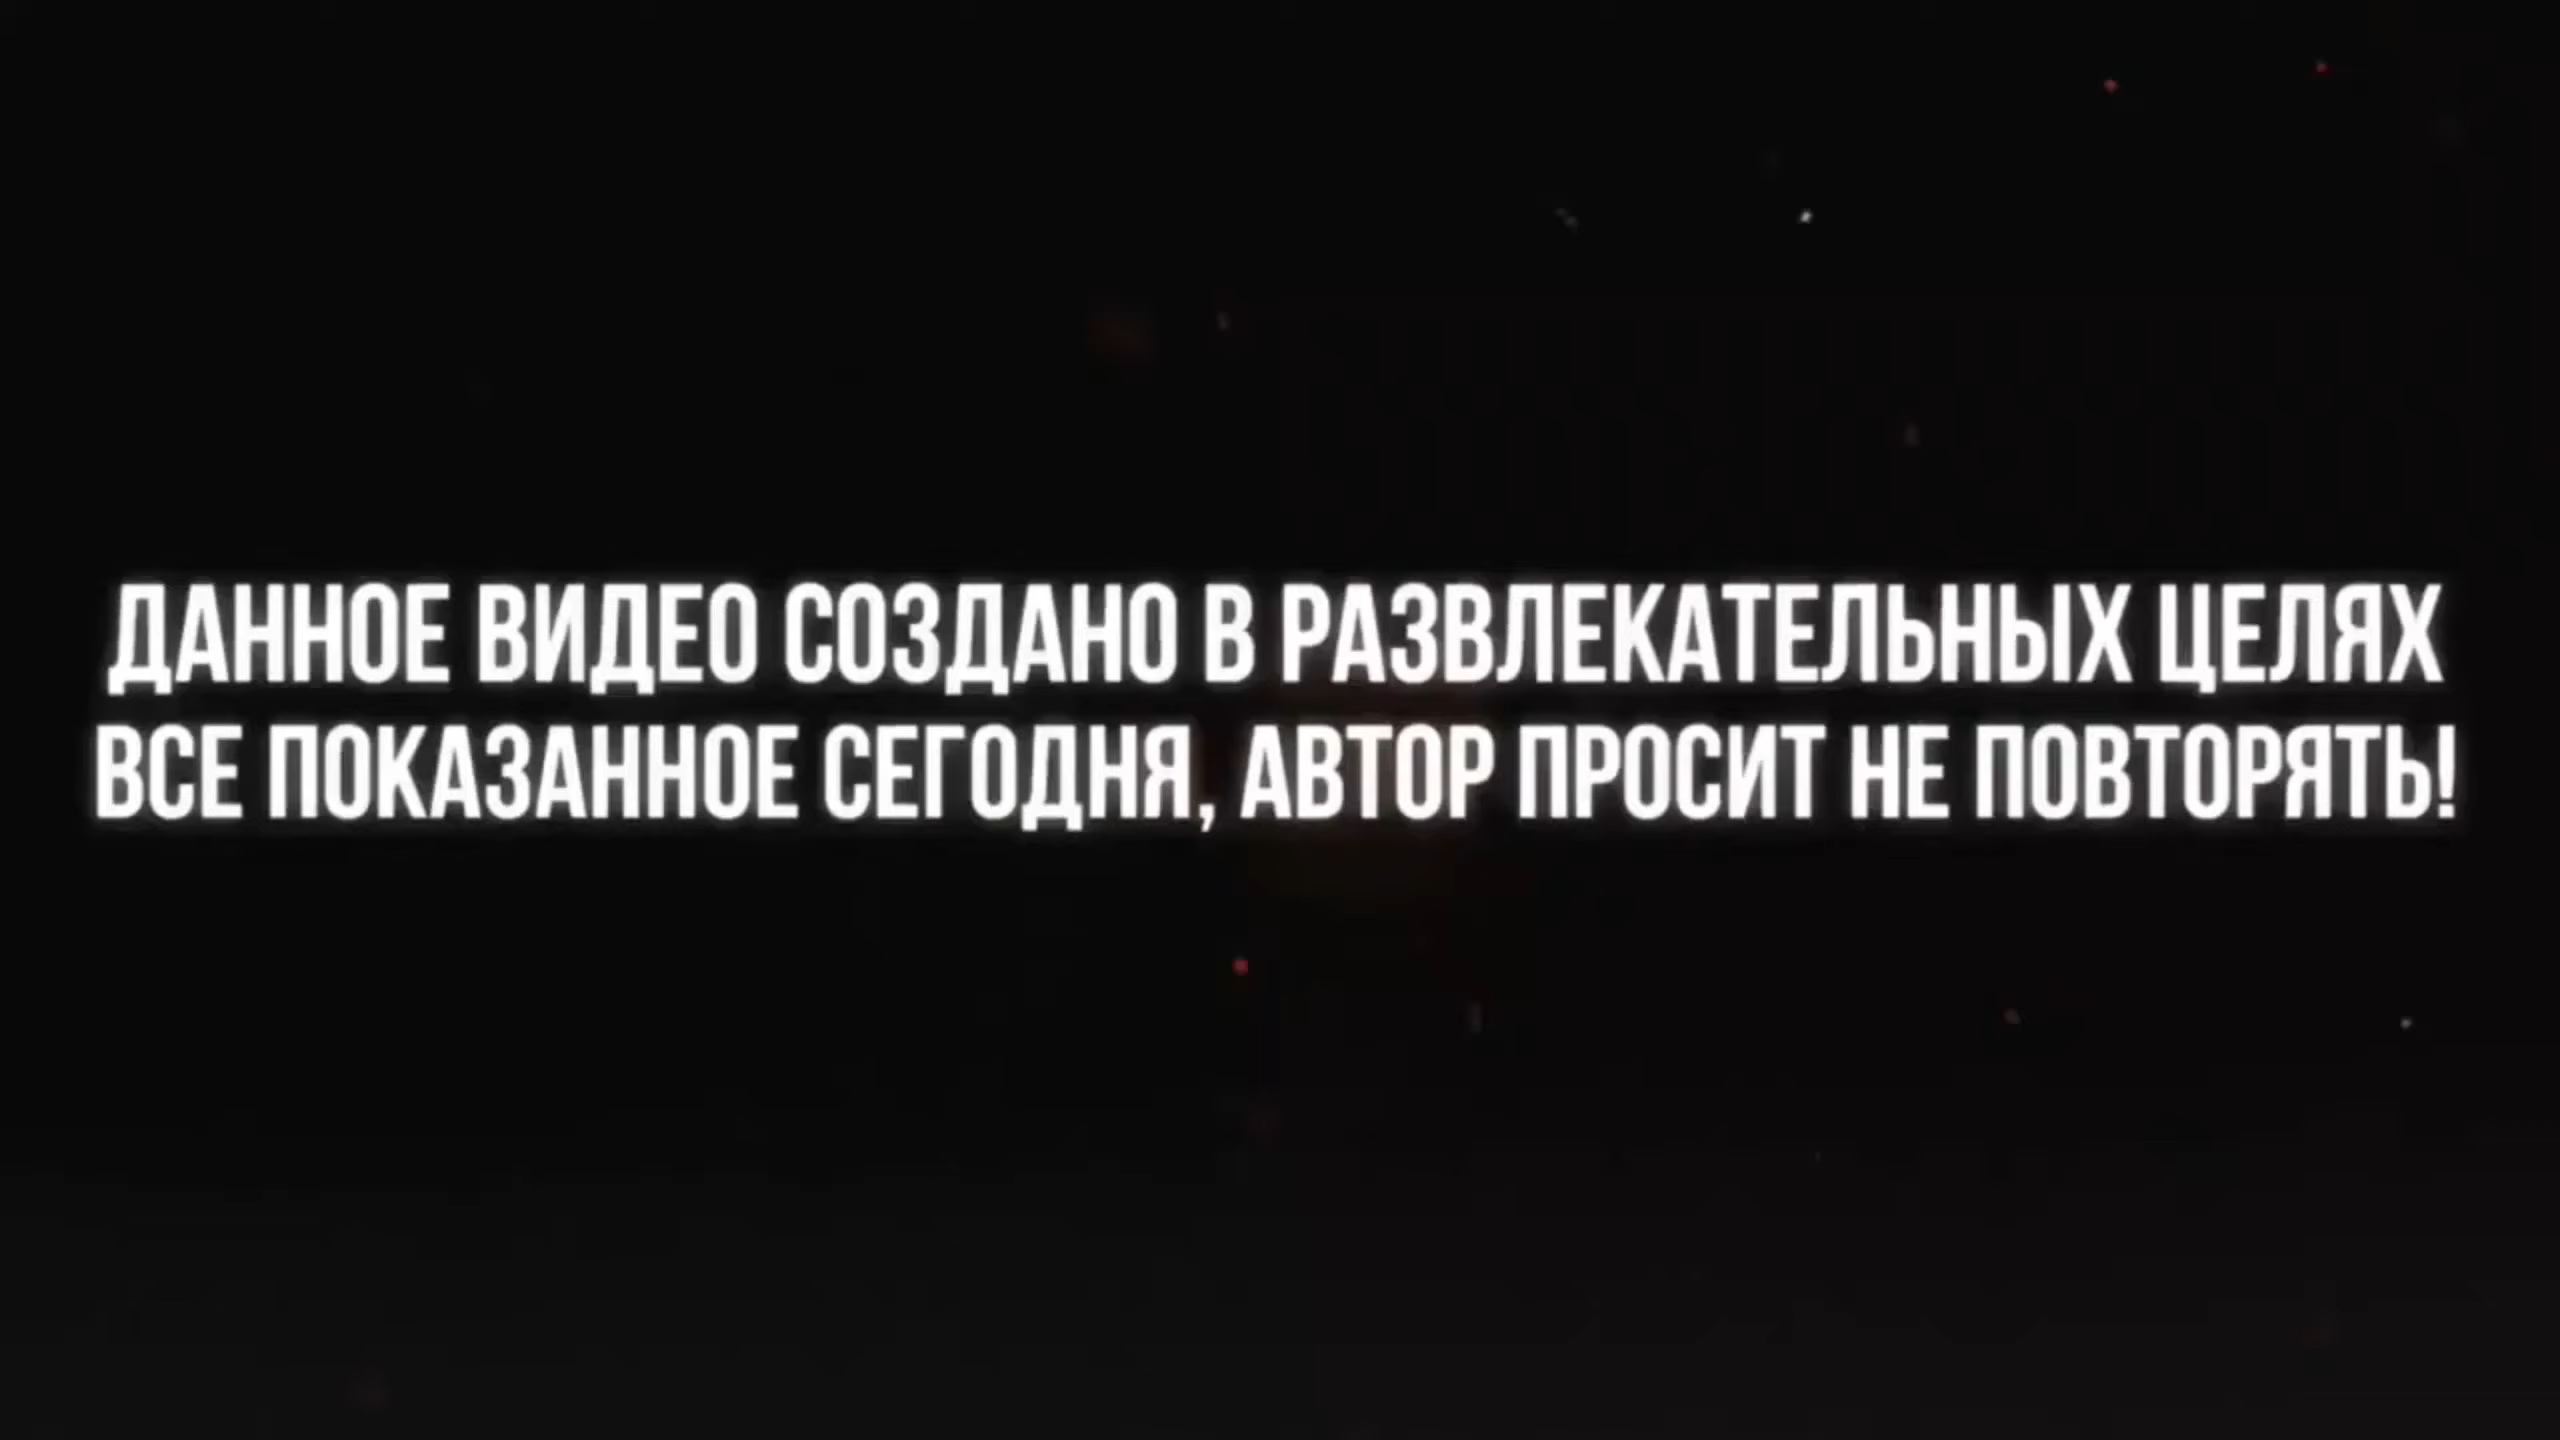 ДАННОЕ ВИДЕО СОЗДАНО В РАЗВЛЕКАТЕЛЬНЫХ ЦЕЛЯХ
ВСЕ ПОКАЗАННОЕ СЕГОДНЯ, АВТОР ПРОСИТ НЕ ПОВТОРЯТЬ!